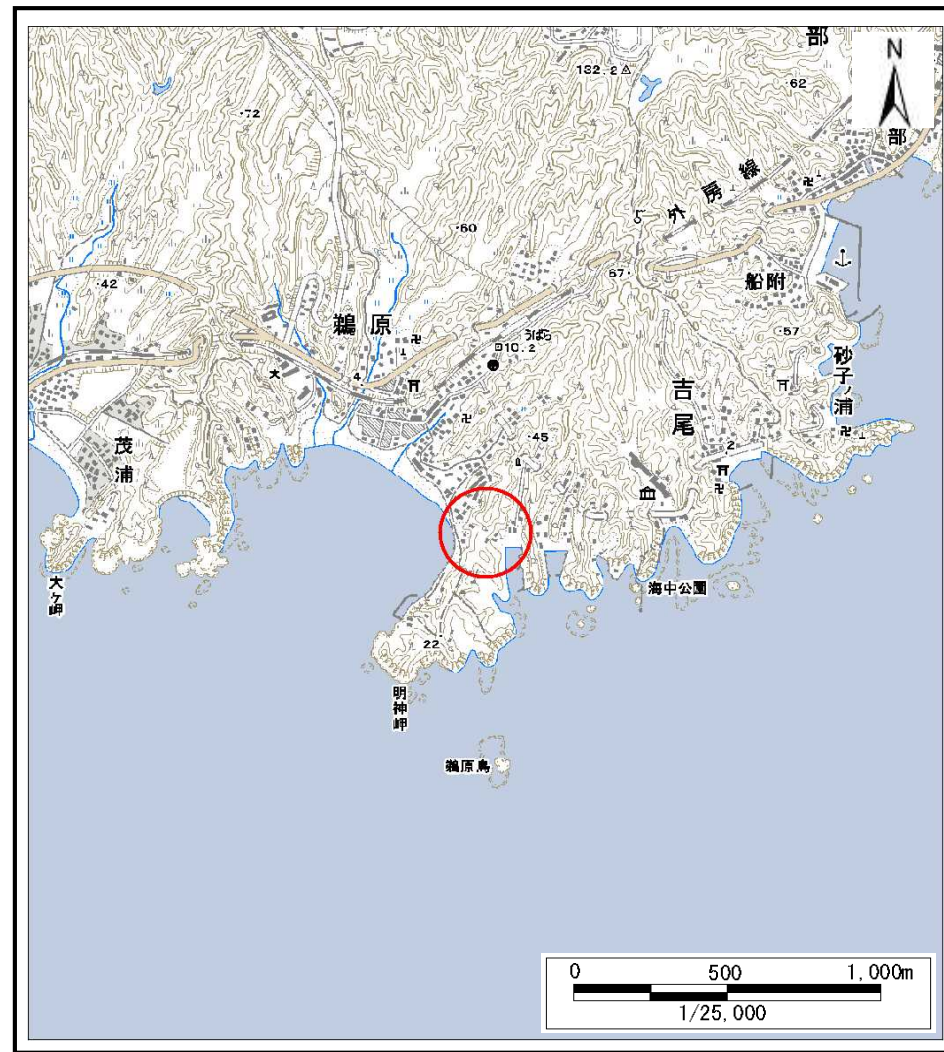 部
N
132.2
62
72
部
外房線
60
67
42
船附
鵜原
うばら
10.2
57
4
砂子ノ浦
吉尾
45
2
茂浦
大ケ岬
海中公園
22
明神岬
鵜原島
0 500 1,000m
1/25,000